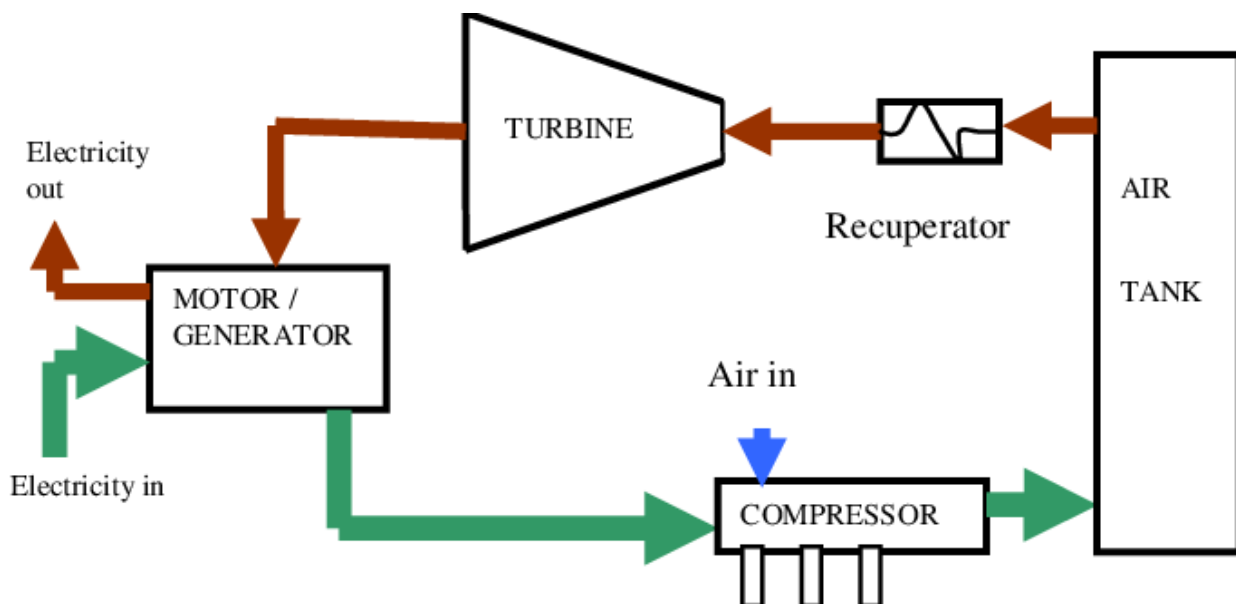 TURBINE
Electricity
out
Recuperator
AIR
TANK
MOTOR /
GENERATOR
Air in
Electricity in
COMPRESSOR